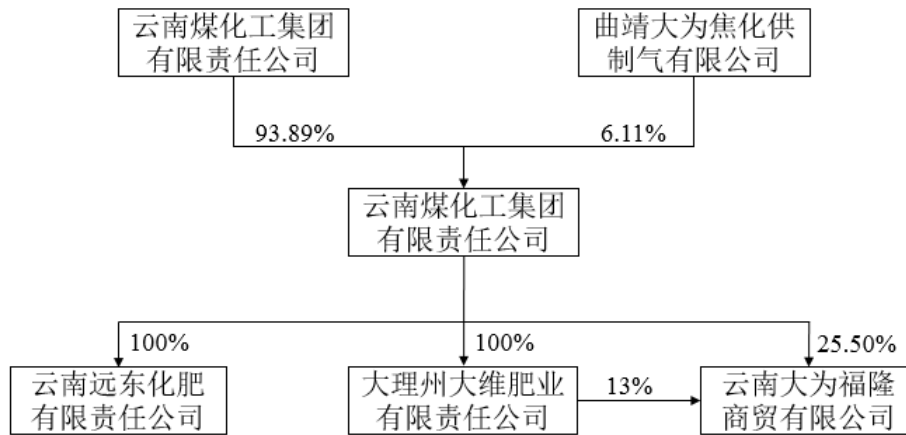 云南煤化工集团
有限责任公司
曲靖大为焦化供
制气有限公司
93.89%
6.11%
云南煤化工集团
有限责任公司
100%
100%
25.50%
云南远东化肥
有限责任公司
大理州大维肥业
有限责任公司
13%
云南大为福隆
商贸有限公司